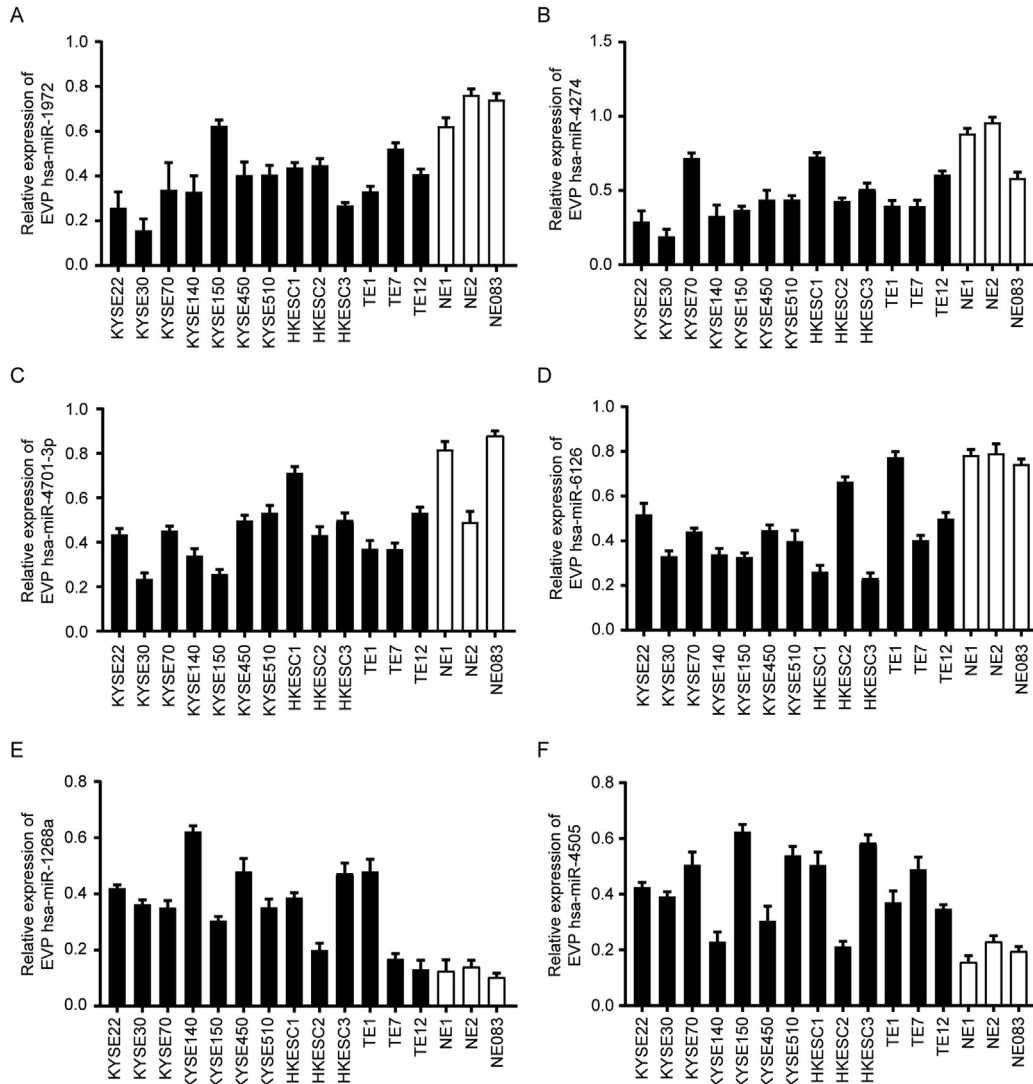 A
Relative expression of
EVP hsa-miR-1972
1.0
0.8
0.6
0.4
0.2
0.0
KYSE22
KYSE30
KYSE70
KYSE140
KYSE150
KYSE450
KYSE510
HKESC1
HKESC2
HKESC3
TE1
TE7
TE12
NE1
NE2
NE083
B
Relative expression of
EVP hsa-miR-4274
1.5
1.0
0.5
0.0
KYSE22
KYSE30
KYSE70
KYSE140
KYSE150
KYSE450
KYSE510
HKESC1
HKESC2
HKESC3
TE1
TE7
TE12
NE1
NE2
NE083
C
Relative expression of
EVP hsa-miR-4701-3p
1.0
0.8
0.6
0.4
0.2
0.0
KYSE22
KYSE30
KYSE70
KYSE140
KYSE150
KYSE450
KYSE510
HKESC1
HKESC2
HKESC3
TE1
TE7
TE12
NE1
NE2
NE083
D
Relative expression of
EVP hsa-miR-6126
1.0
0.8
0.6
0.4
0.2
0.0
KYSE22
KYSE30
KYSE70
KYSE140
KYSE150
KYSE450
KYSE510
HKESC1
HKESC2
HKESC3
TE1
TE7
TE12
NE1
NE2
NE083
E
Relative expression of
EVP hsa-miR-1268a
0.8
0.6
0.4
0.2
0.0
KYSE22
KYSE30
KYSE70
KYSE140
KYSE150
KYSE450
KYSE510
HKESC1
HKESC2
HKESC3
TE1
TE7
TE12
NE1
NE2
NE083
F
Relative expression of
EVP hsa-miR-4505
0.8
0.6
0.4
0.2
0.0
KYSE22
KYSE30
KYSE70
KYSE140
KYSE150
KYSE450
KYSE510
HKESC1
HKESC2
HKESC3
TE1
TE7
TE12
NE1
NE2
NE083